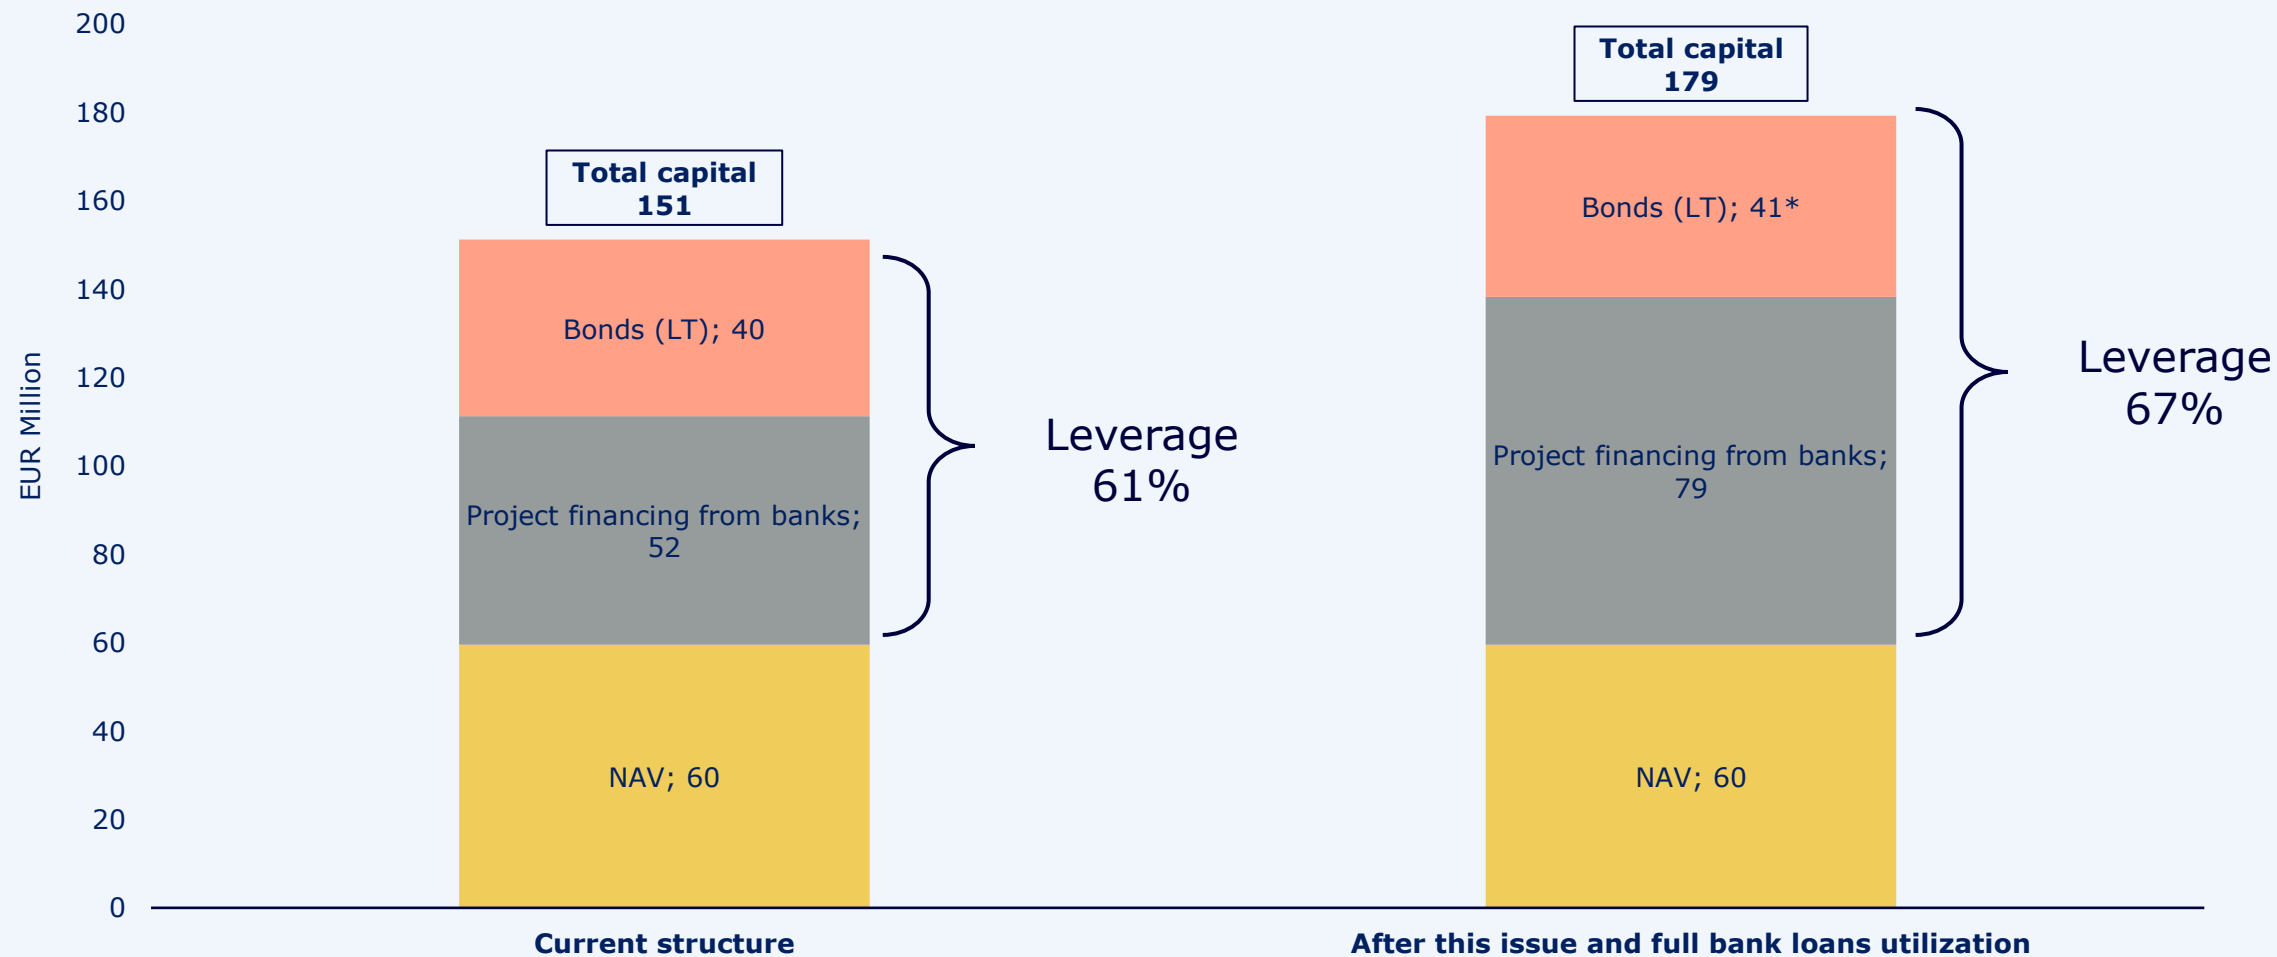 EUR Million
200
180
160
140
120
100
80
60
40
20
0
Total capital
151
Bonds (LT); 40
Project financing from banks;
52
NAV; 60
Leverage
61%
Total capital
179
Bonds (LT); 41*
Project financing from banks;
79
NAV; 60
Leverage
67%
Current structure
After this issue and full bank loans utilization